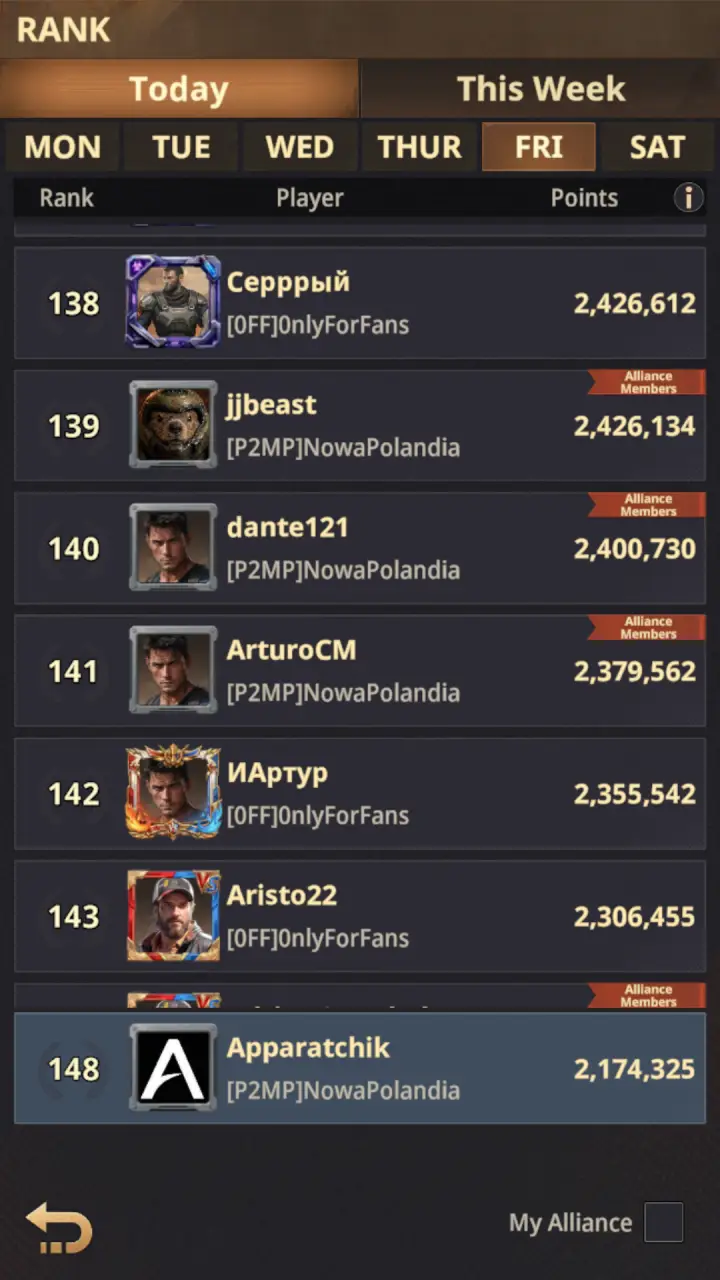 RANK
Today
This Week
MON TUE WED THUR FRI SAT
Rank Player Points i
138 Серррый 2,426,612
[0FF]0nlyForFans
Alliance Members
139 jjbeast 2,426,134
[P2MP]NowaPolandia
Alliance Members
140 dante121 2,400,730
[P2MP]NowaPolandia
Alliance Members
141 ArturoCM 2,379,562
[P2MP]NowaPolandia
142 ИАртур 2,355,542
[0FF]0nlyForFans
143 Aristo22 2,306,455
[0FF]0nlyForFans
Alliance Members
148 Apparatchik 2,174,325
[P2MP]NowaPolandia
My Alliance